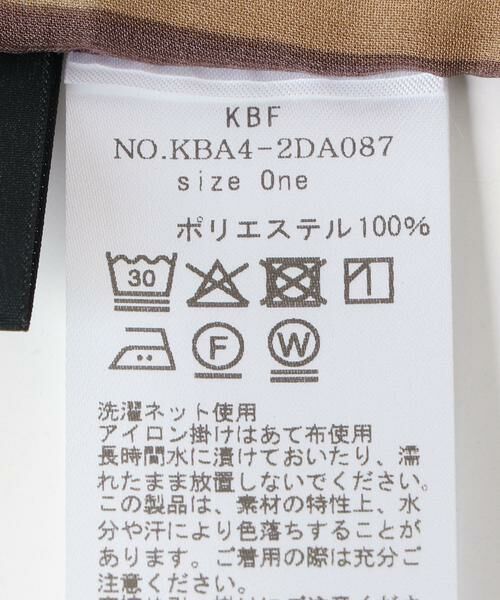 KBF
NO.KBA4-2DA087
size One
ポリエステル100%
30
F W
洗濯ネット使用
アイロン掛けはあて布使用
長時間水に漬けておいたり、濡
れたまま放置しないでください。
この製品は、素材の特性上、水
分や汗により色落ちすることが
あります。ご着用の際は充分ご
注意ください。